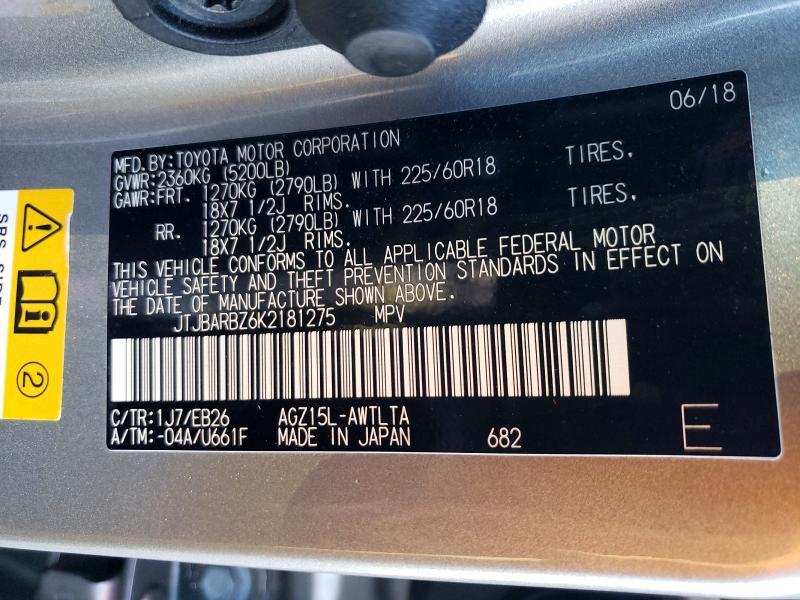 06/18
MFD.BY:TOYOTA MOTOR CORPORATION
GVWR:2360KG (5200LB)
GAWR:FRT. 1270KG (2790LB) WITH 225/60R18 TIRES.
18X7 1/2J RIMS.
RR. 1270KG (2790LB) WITH 225/60R18 TIRES.
18X7 1/2J RIMS.
THIS VEHICLE CONFORMS TO ALL APPLICABLE FEDERAL MOTOR
VEHICLE SAFETY AND THEFT PREVENTION STANDARDS IN EFFECT ON
THE DATE OF MANUFACTURE SHOWN ABOVE.
JTJBARBZ6K2181275 MPV
C/TR:1J7/EB26 AGZ15L-AWTLTA
A/TM:-04A/U661F MADE IN JAPAN 682 E
SRS SIDE
2